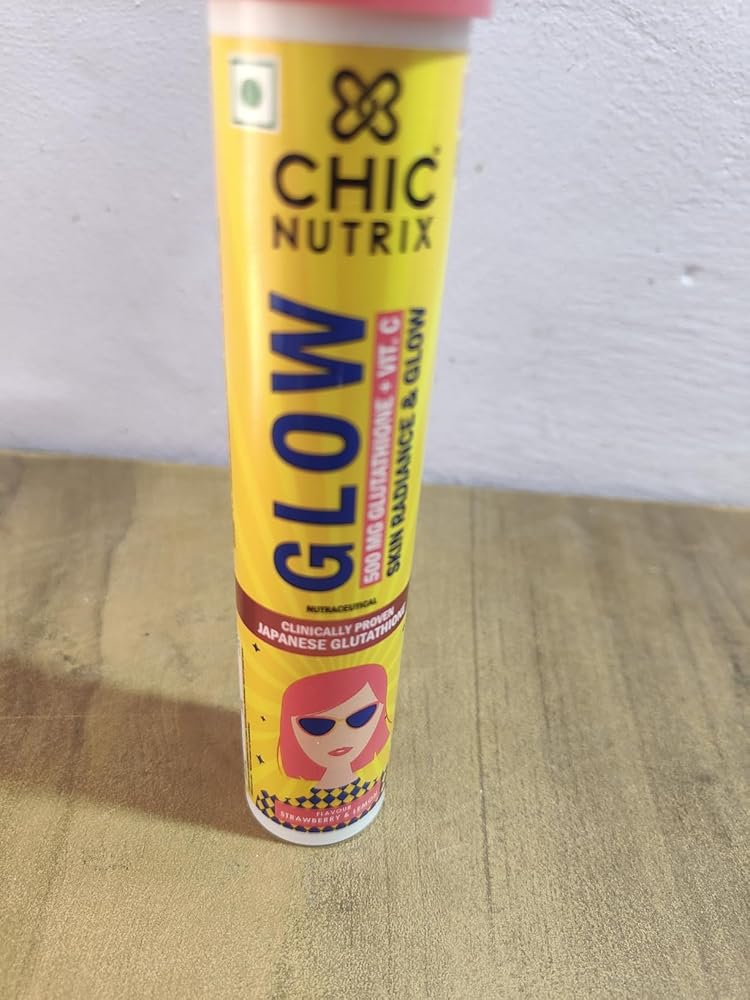 CHIC
NUTRIX
GLOW
500 MG GLUTATHIONE + VIT. C
SKIN RADIANCE & GLOW
NUTRACEUTICAL
CLINICALLY PROVEN
JAPANESE GLUTATHIONE
FLAVOUR
STRAWBERRY & LEMON